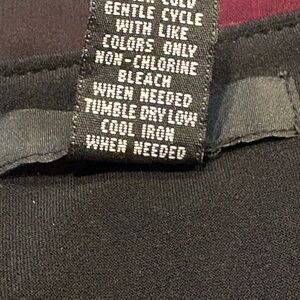 COLD
GENTLE CYCLE
WITH LIKE
COLORS ONLY
NON-CHLORINE
BLEACH
WHEN NEEDED
TUMBLE DRY LOW
COOL IRON
WHEN NEEDED